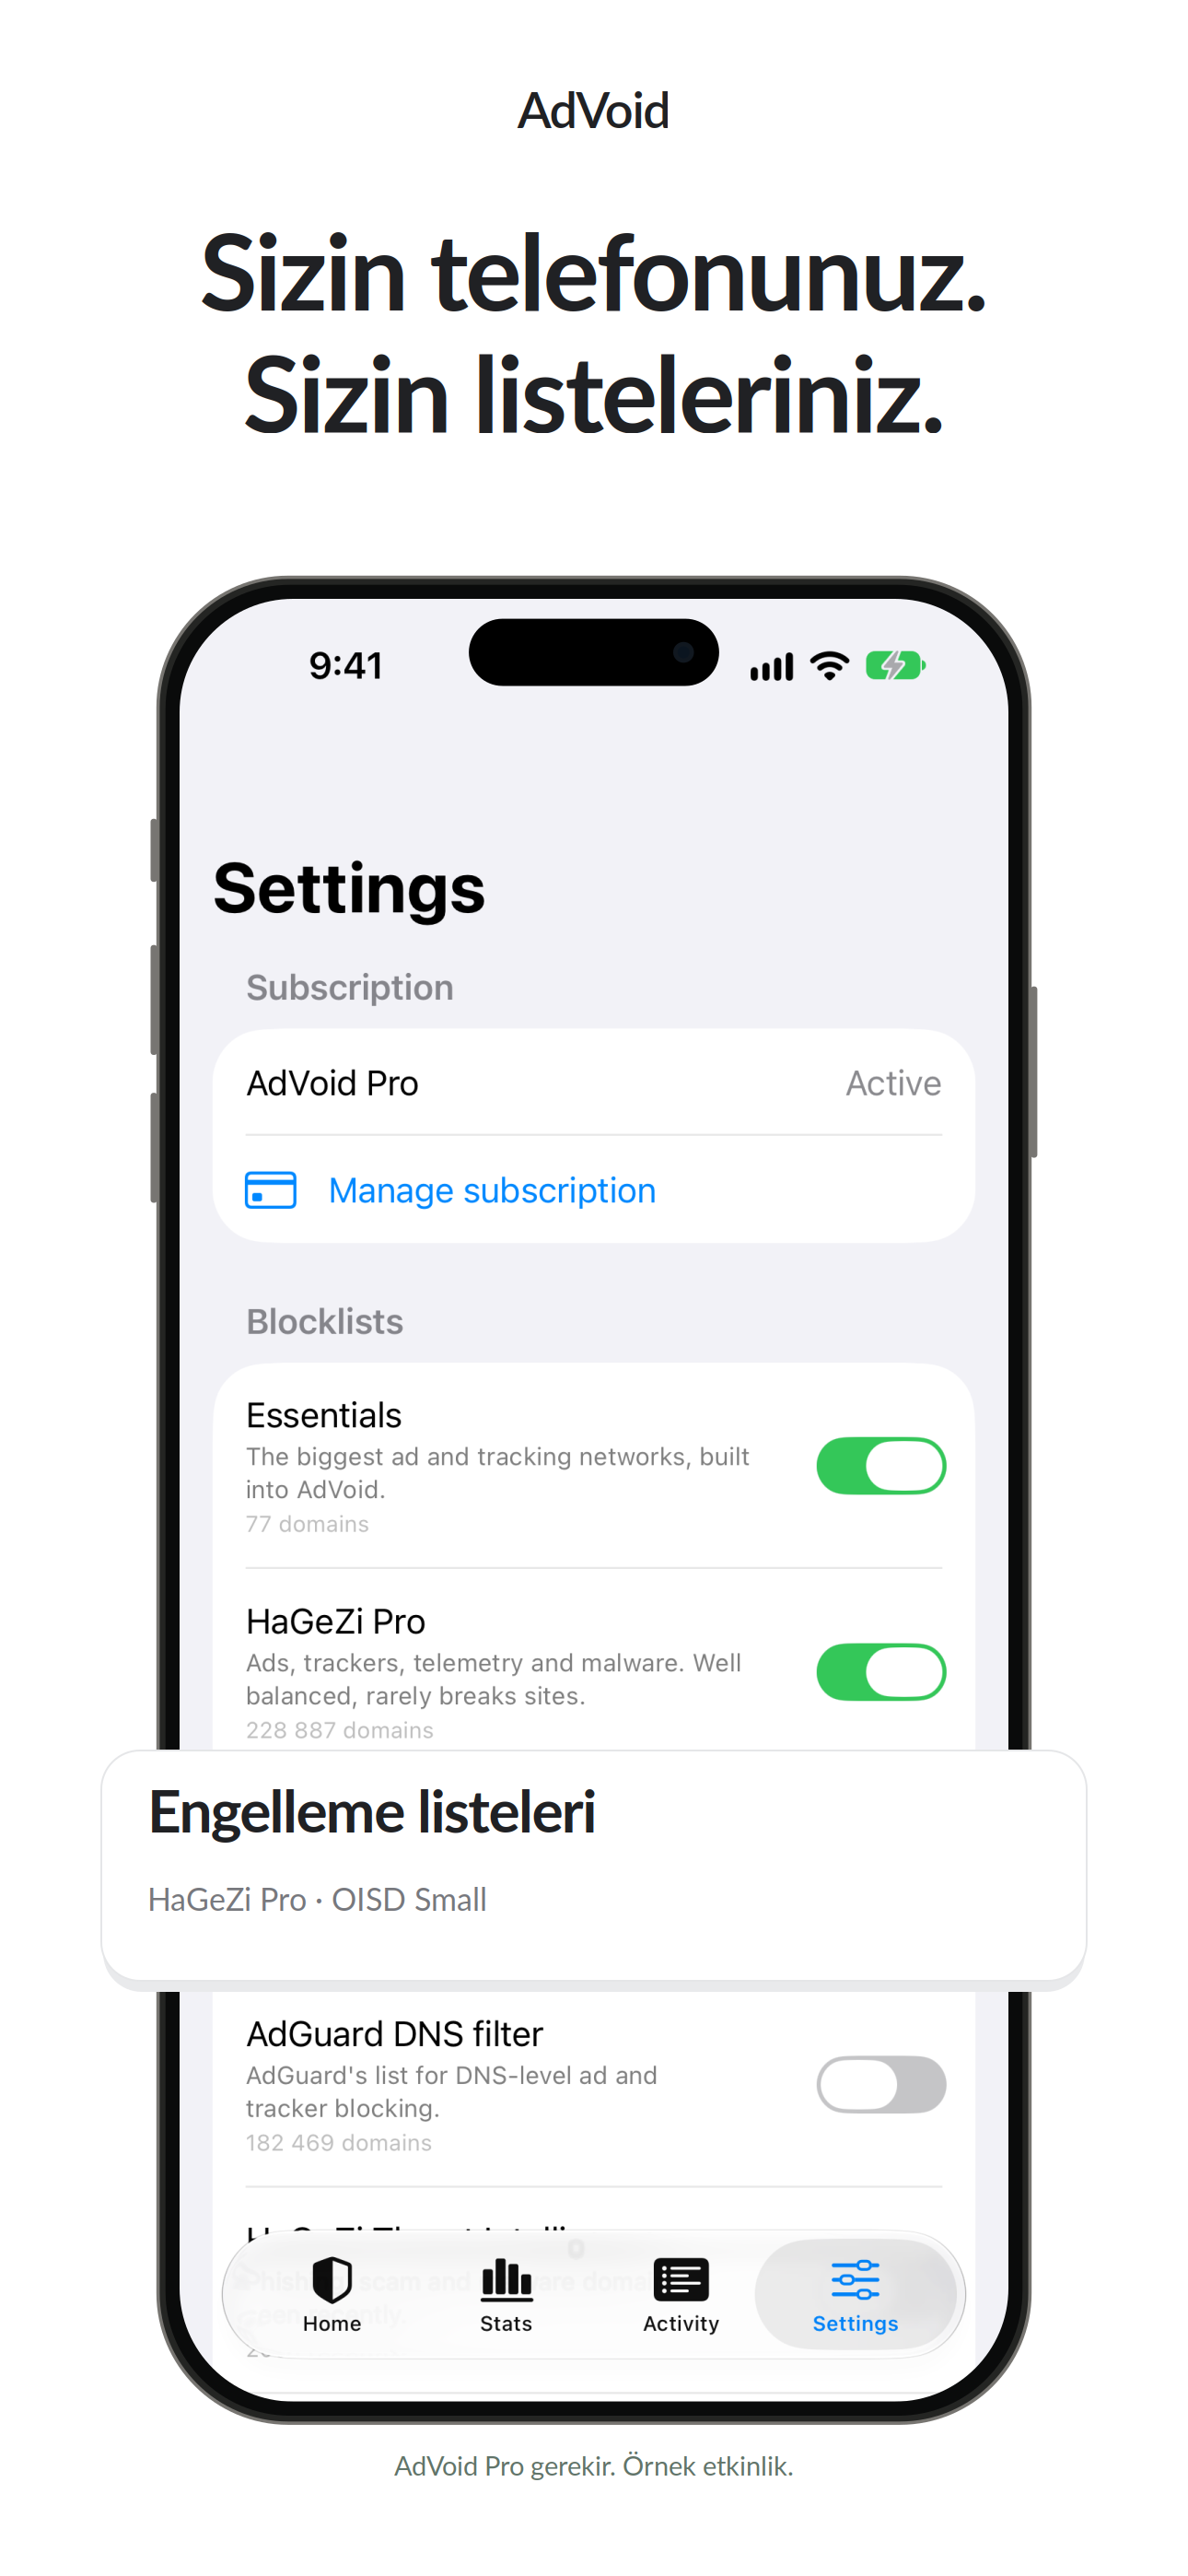 AdVoid
Sizin telefonunuz.
Sizin listeleriniz.
9:41
Settings
Subscription
AdVoid Pro
Active
Manage subscription
Blocklists
Essentials
The biggest ad and tracking networks, built
into AdVoid.
77 domains
HaGeZi Pro
Ads, trackers, telemetry and malware. Well
balanced, rarely breaks sites.
228 887 domains
Engelleme listeleri
HaGeZi Pro · OISD Small
AdGuard DNS filter
AdGuard's list for DNS-level ad and
tracker blocking.
182 469 domains
Home
Stats
Activity
Settings
AdVoid Pro gerekir. Örnek etkinlik.